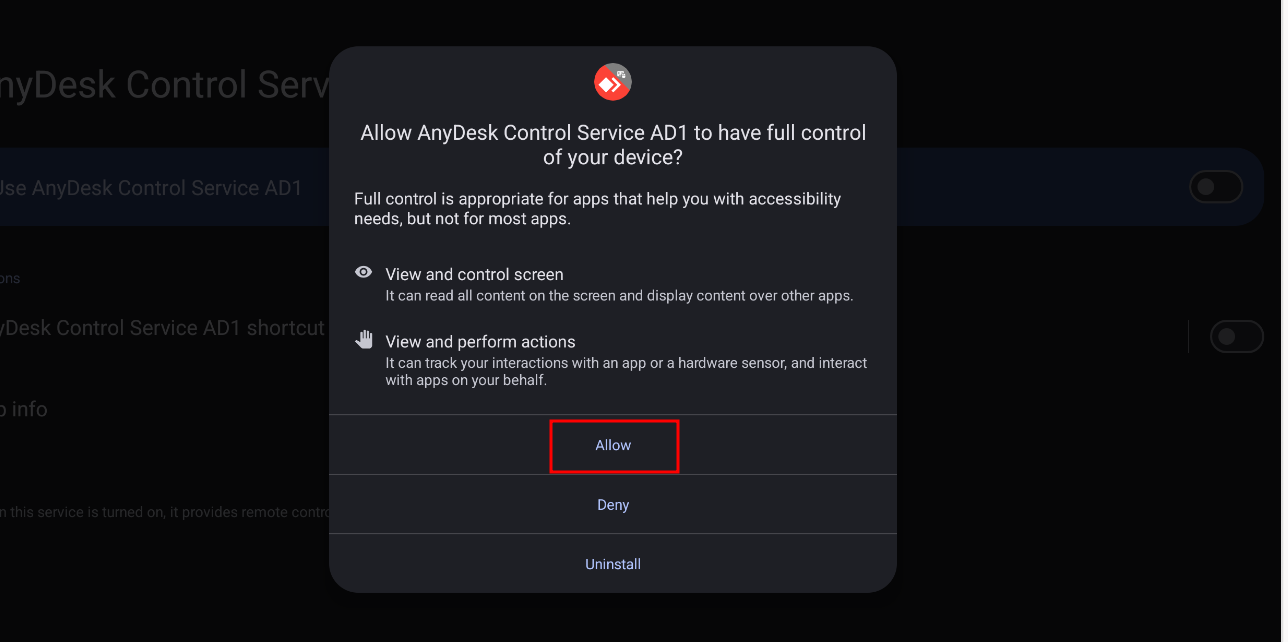 nyDesk Control Serv
Allow AnyDesk Control Service AD1 to have full control
of your device?
Use AnyDesk Control Service AD1
Full control is appropriate for apps that help you with accessibility
needs, but not for most apps.
ons
View and control screen
It can read all content on the screen and display content over other apps.
yDesk Control Service AD1 shortcut
View and perform actions
It can track your interactions with an app or a hardware sensor, and interact
with apps on your behalf.
o info
Allow
Deny
n this service is turned on, it provides remote contro
Uninstall